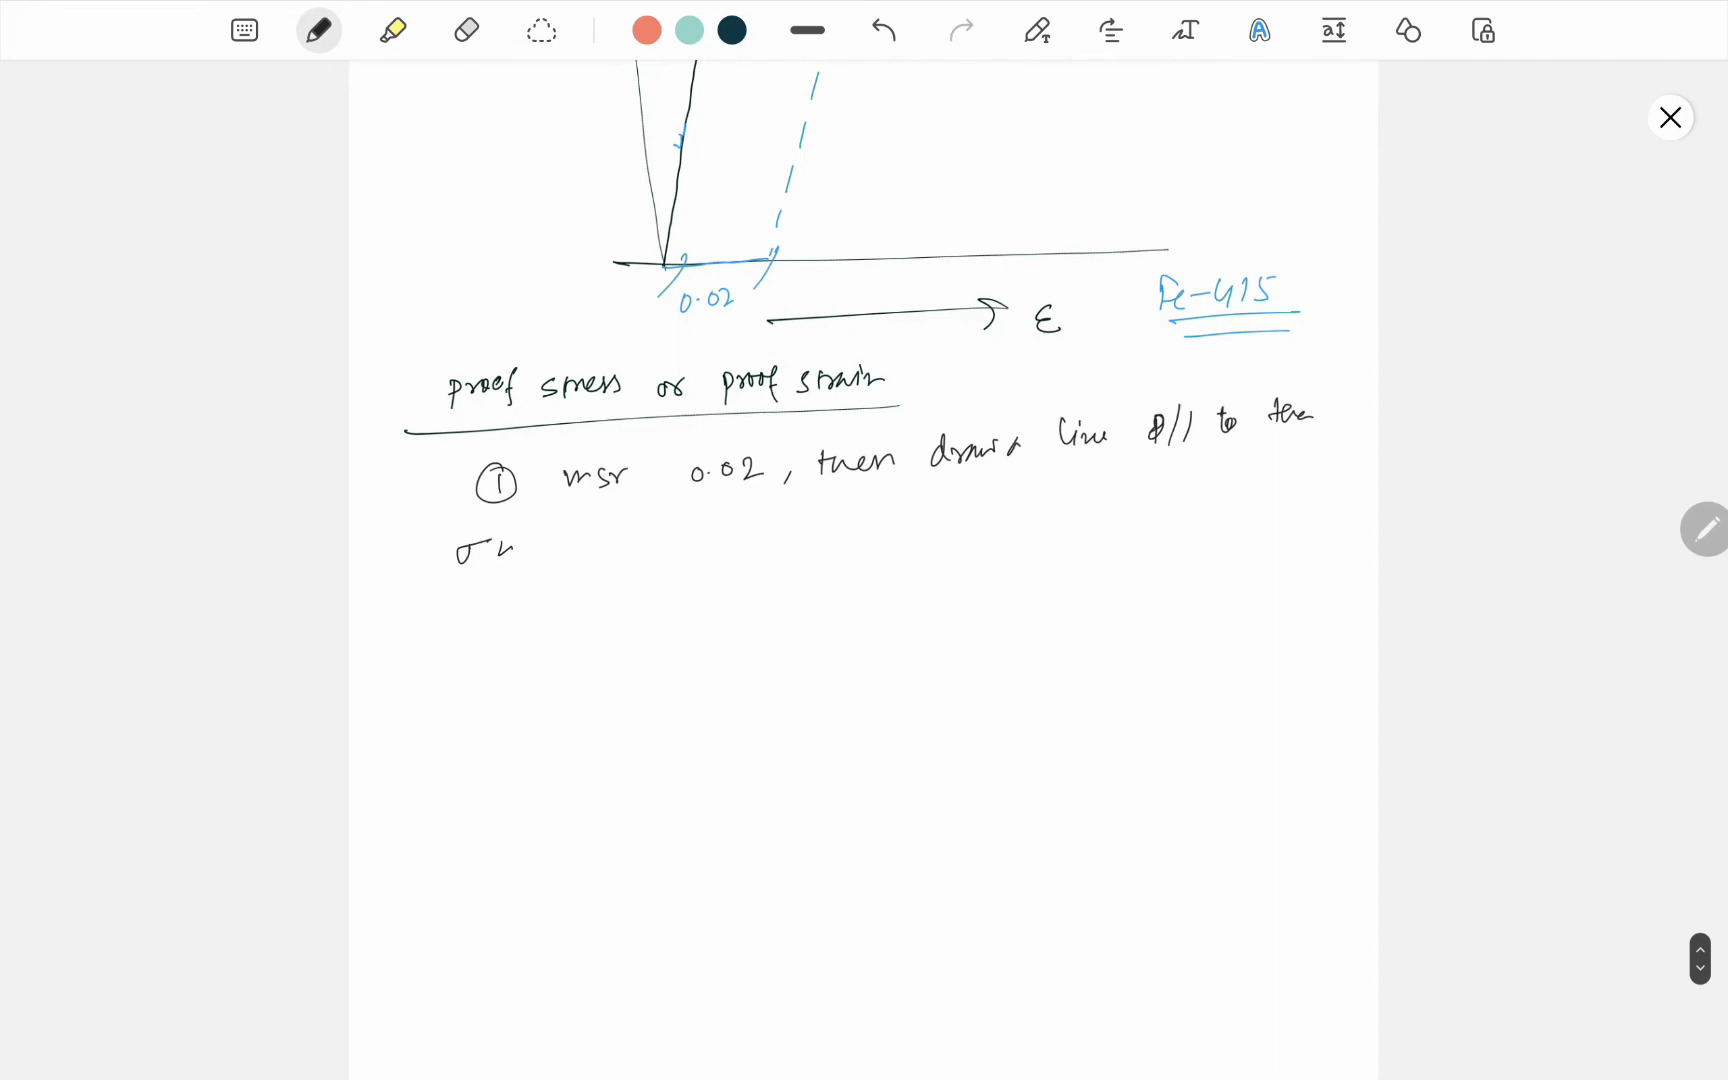 0.02
ε
Fe-415
proof stress or proof strain
① msr 0.02, then draw a line // to the
σ